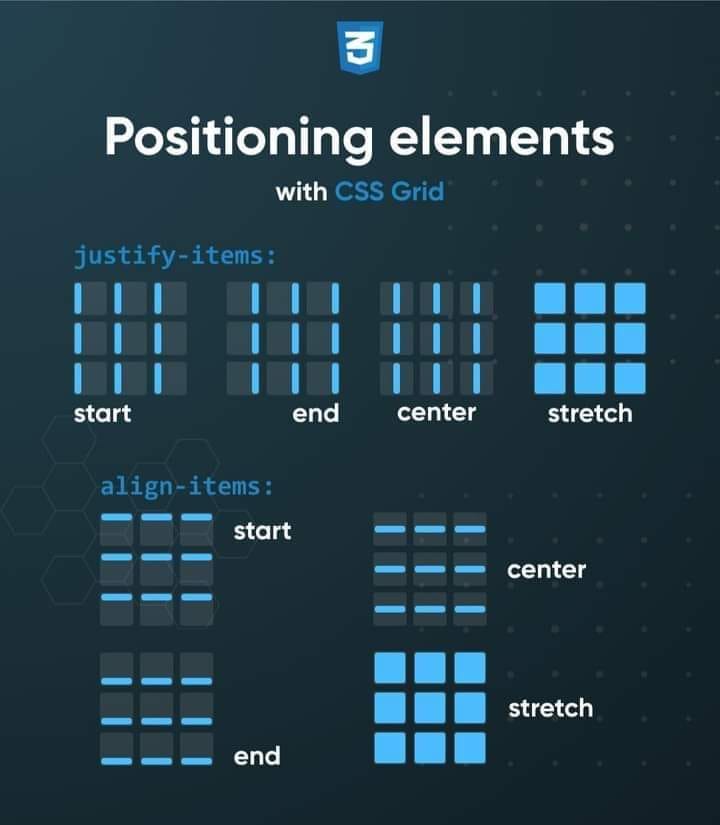 3
Positioning elements
with CSS Grid
justify-items:
start end center stretch
align-items:
start
center
end
stretch